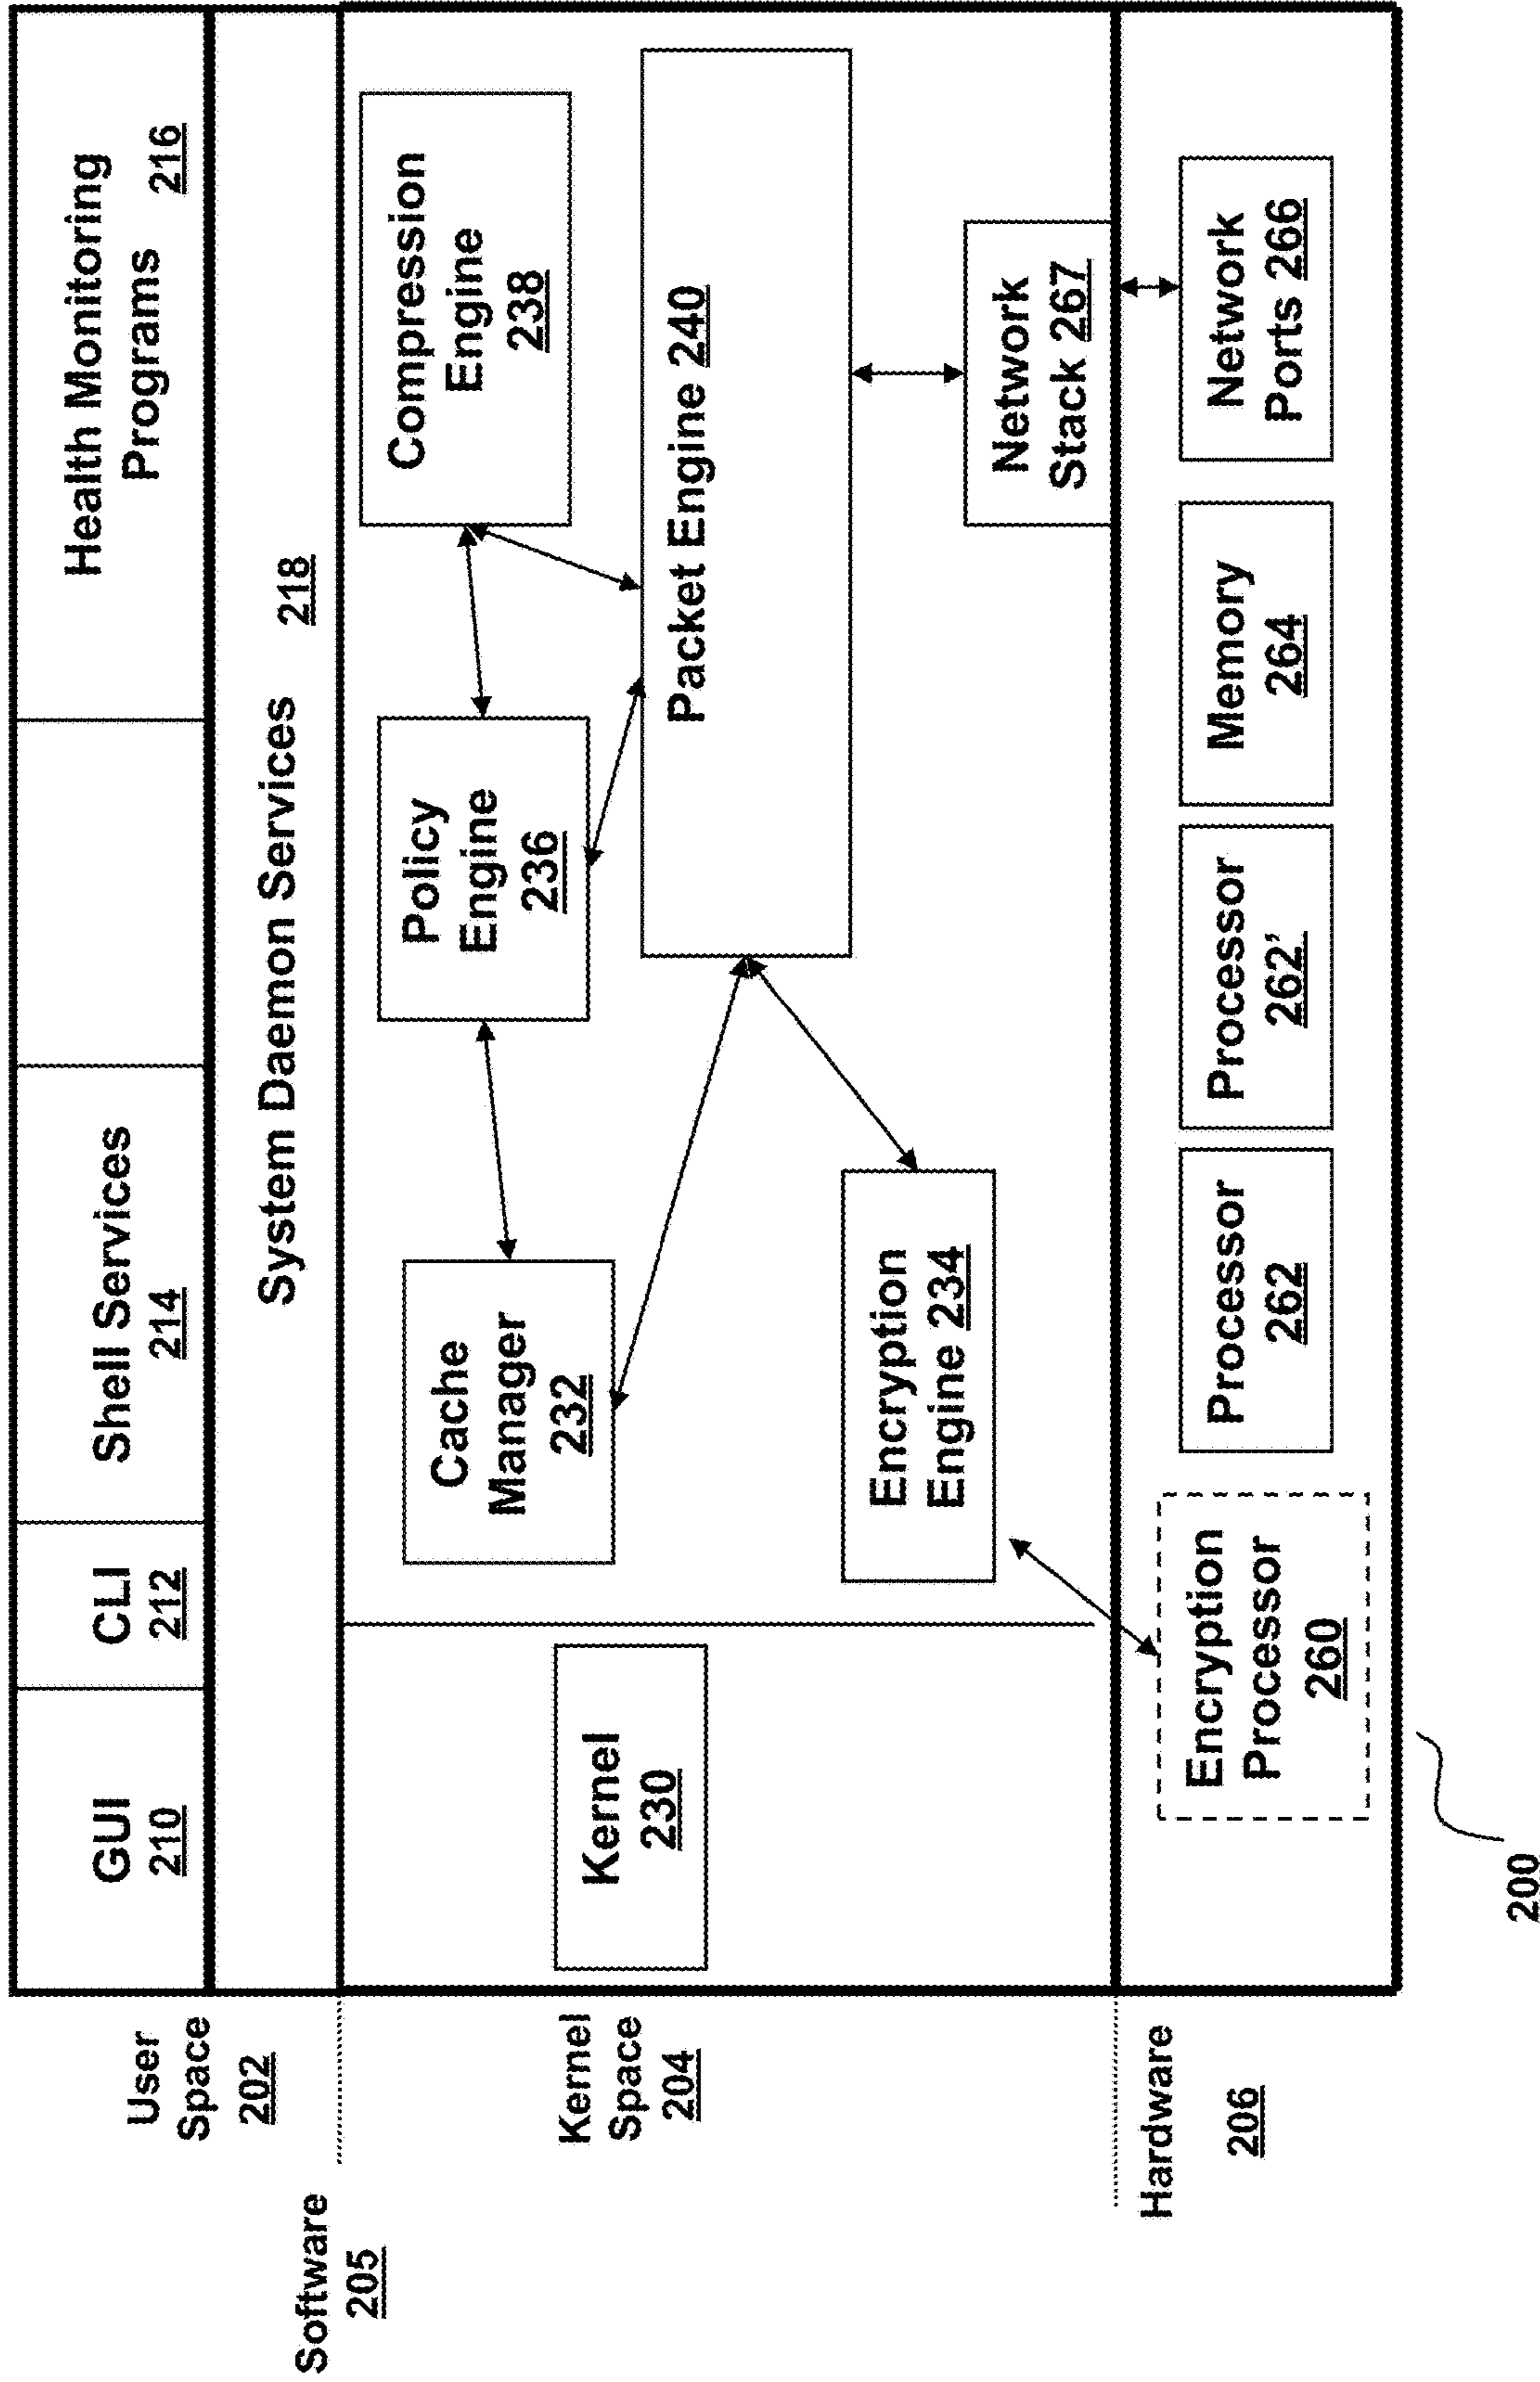 GUI
210
CLI
212
Shell Services
214
Health Monitoring
Programs 216
System Daemon Services 218
User
Space
202
Software
205
Kernel
Space
204
Kernel
230
Cache
Manager
232
Policy
Engine
236
Compression
Engine
238
Packet Engine 240
Encryption
Engine 234
Network
Stack 267
Hardware
206
Encryption
Processor
260
Processor
262
Processor
262’
Memory
264
Network
Ports 266
200